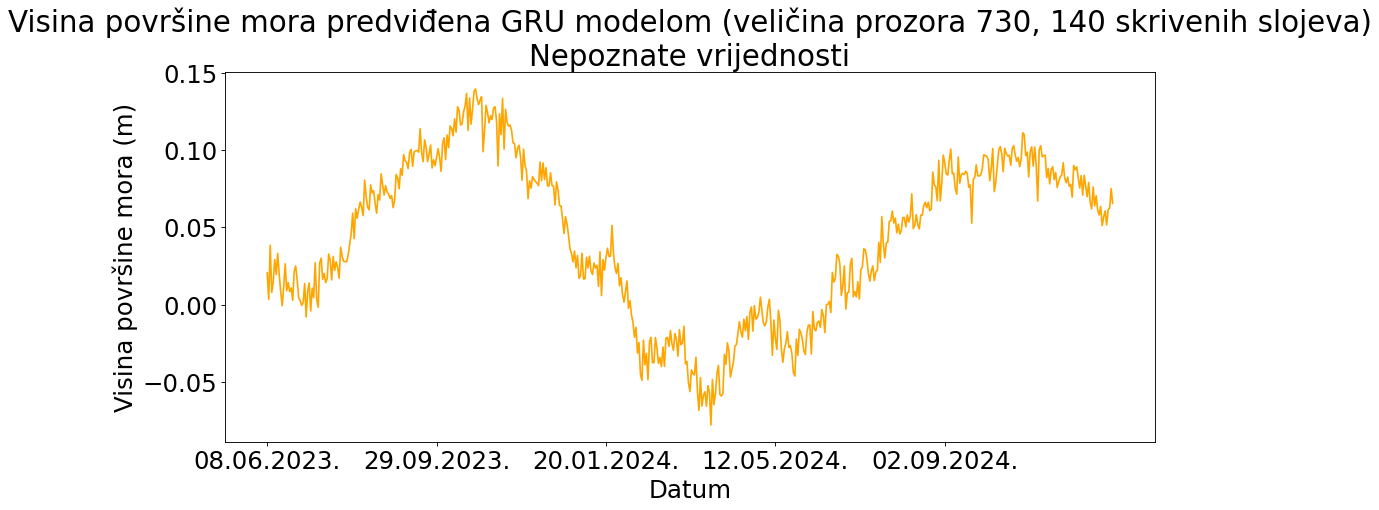 Visina površine mora predviđena GRU modelom (veličina prozora 730, 140 skrivenih slojeva)
Nepoznate vrijednosti
Visina površine mora (m)
0.15
0.10
0.05
0.00
−0.05
08.06.2023. 29.09.2023. 20.01.2024. 12.05.2024. 02.09.2024.
Datum